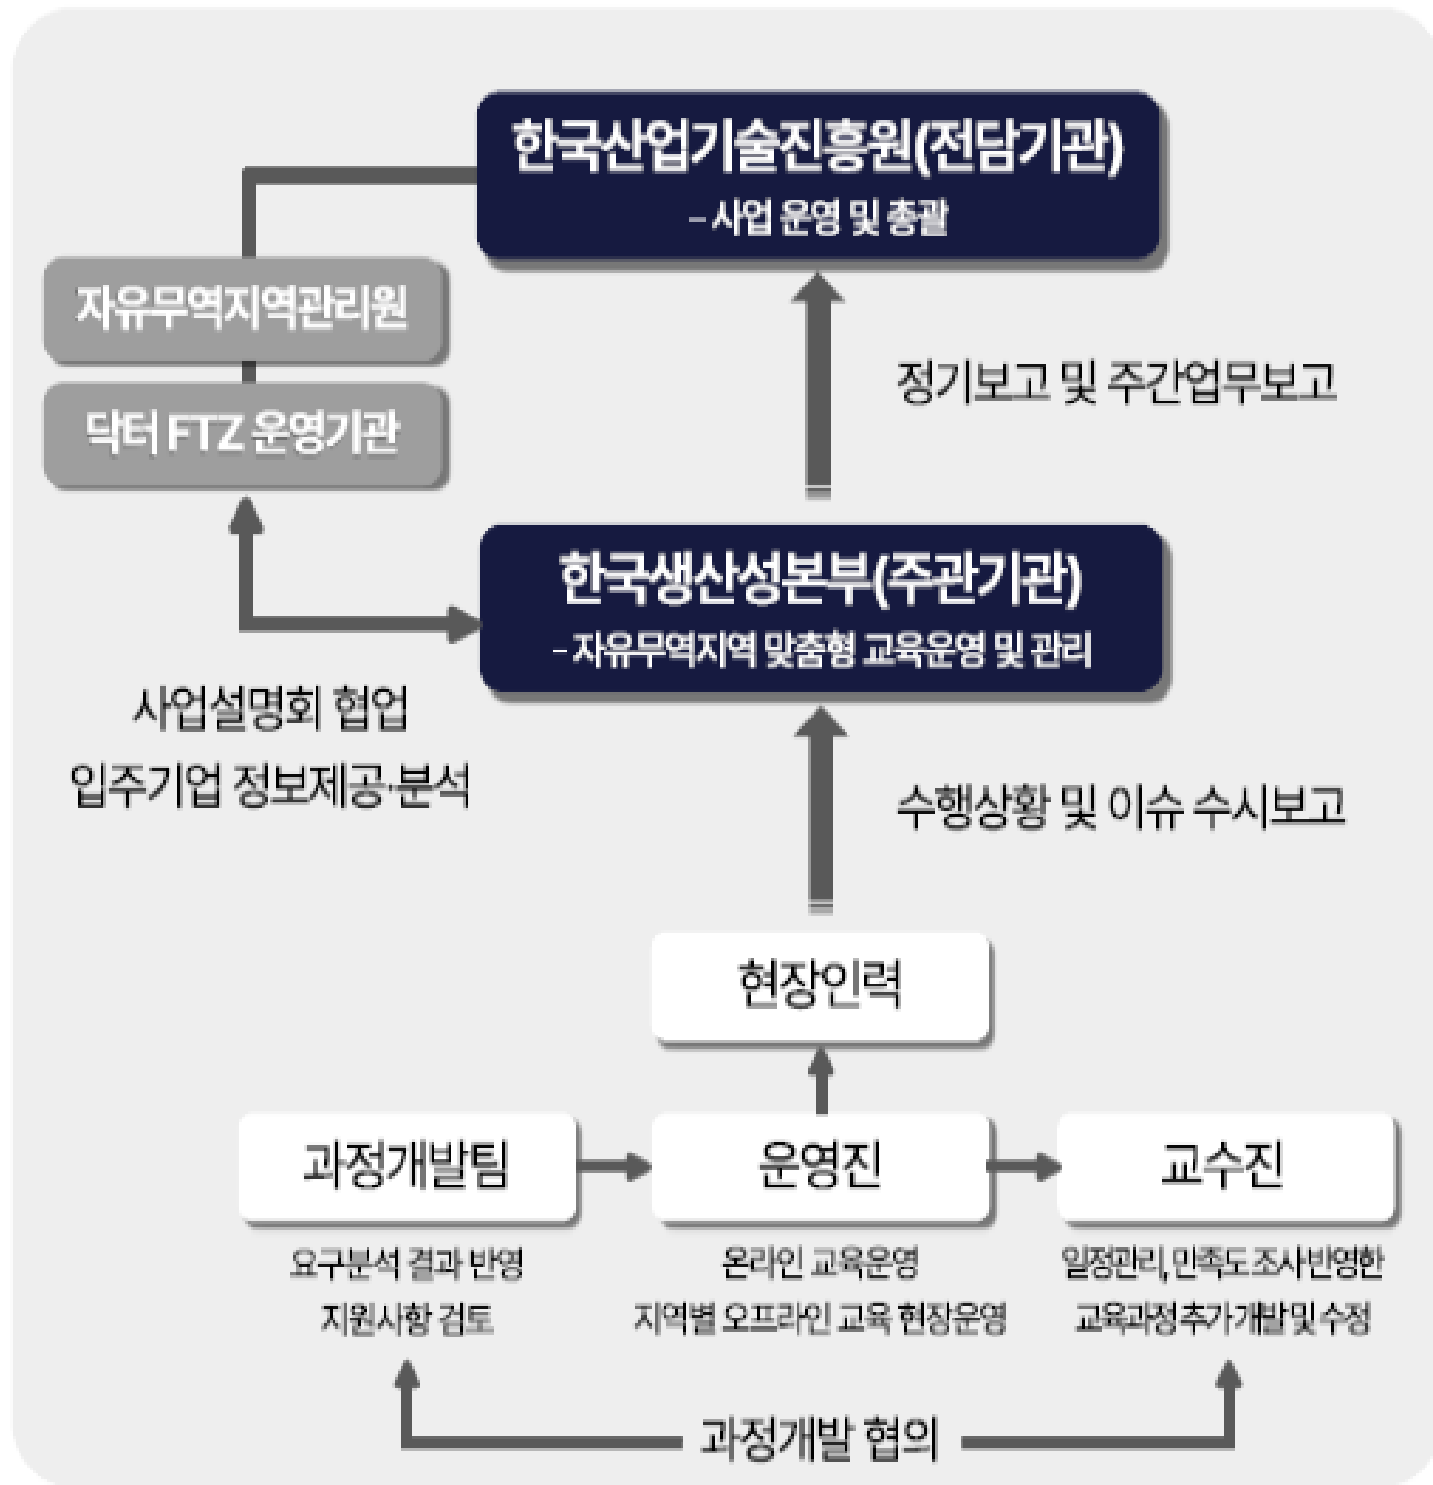 한국산업기술진흥원(전담기관)
– 사업 운영 및 총괄
자유무역지역관리원
닥터 FTZ 운영기관
정기보고 및 주간업무보고
한국생산성본부(주관기관)
– 자유무역지역 맞춤형 교육운영 및 관리
사업설명회 협업
입주기업 정보제공·분석
수행상황 및 이슈 수시보고
현장인력
과정개발팀
운영진
교수진
요구분석 결과 반영
지원사항 검토
온라인 교육운영
지역별 오프라인 교육 현장운영
일정관리, 만족도 조사 반영한
교육과정 추가 개발 및 수정
과정개발 협의